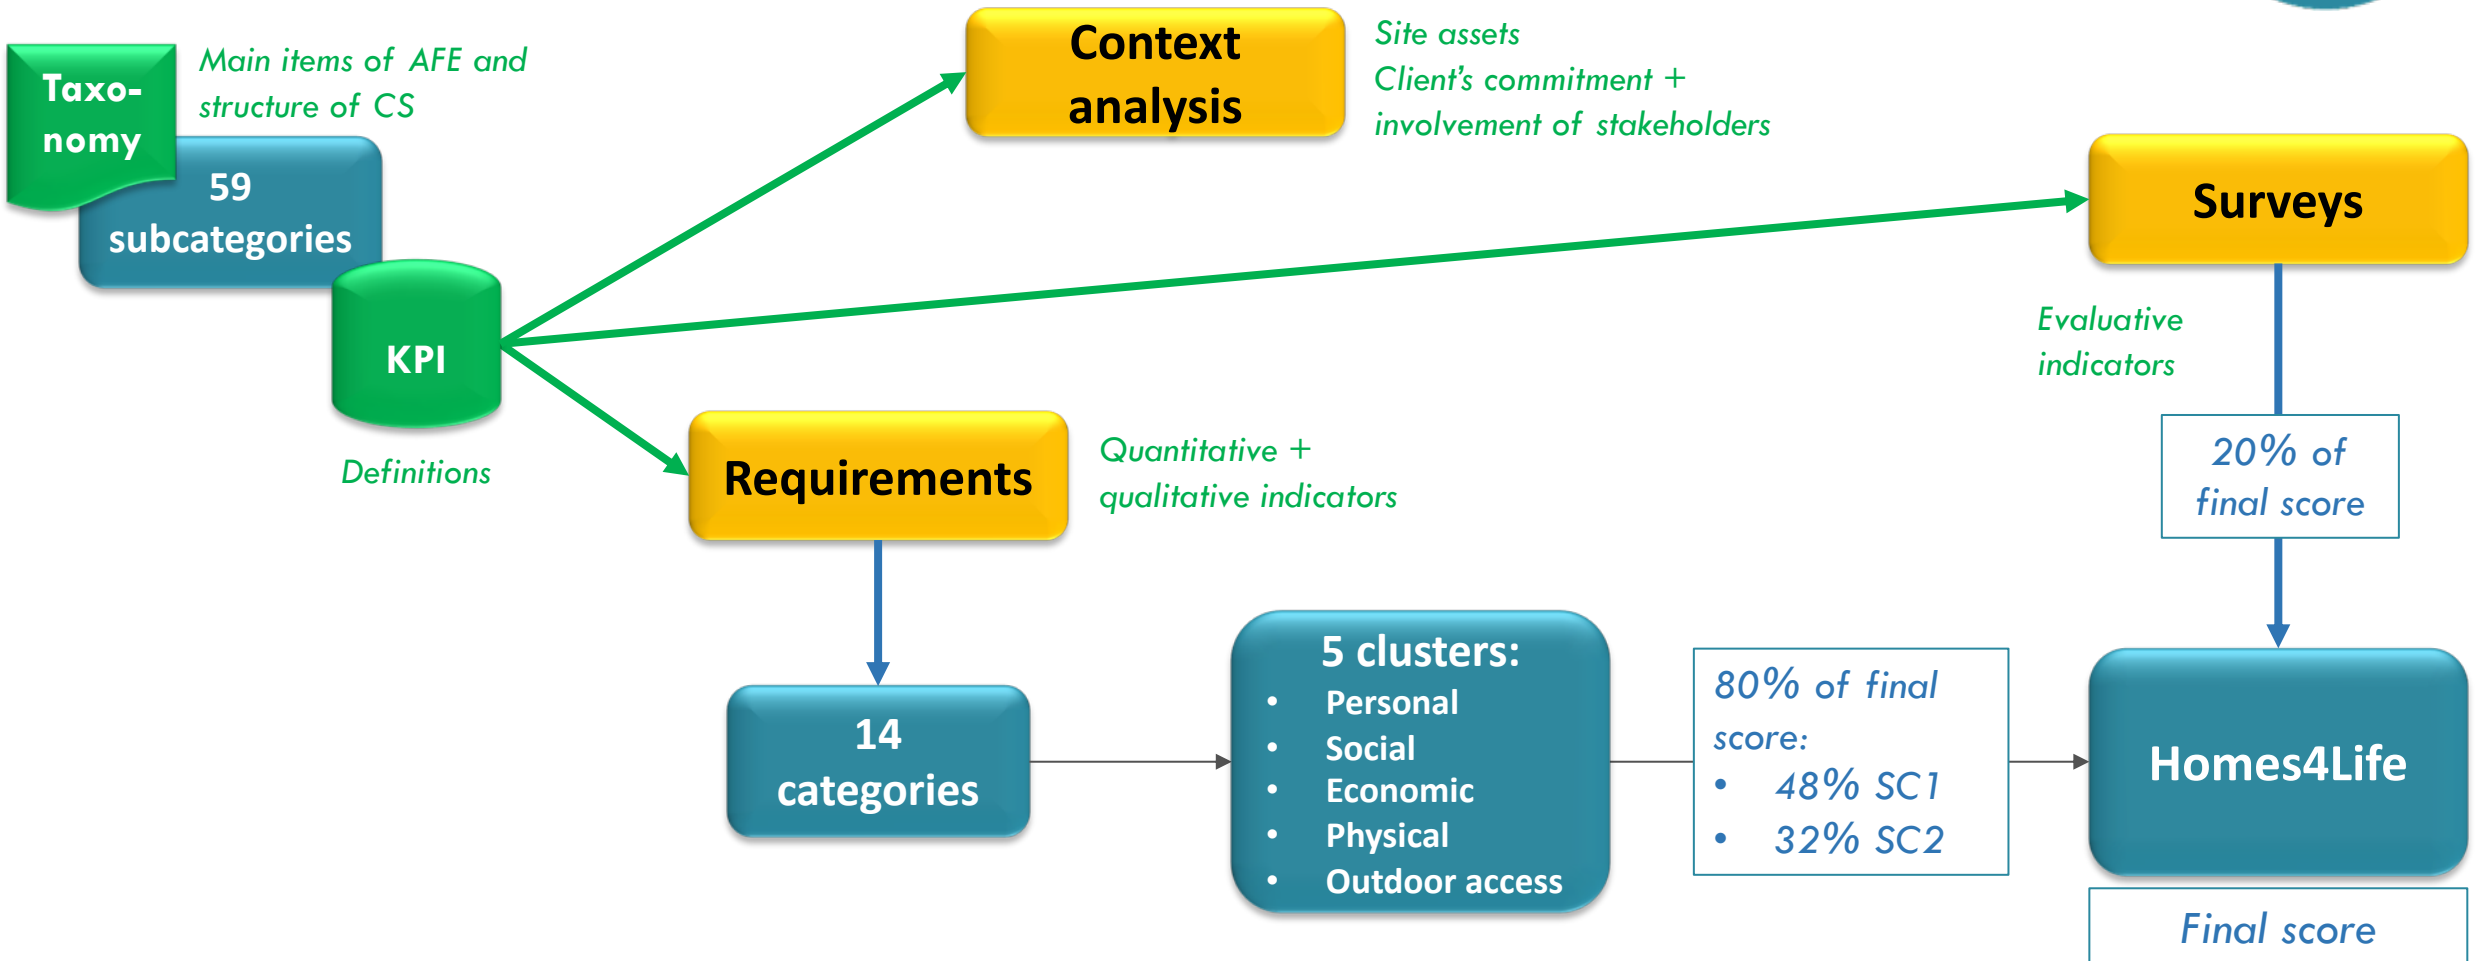 Taxo-
nomy
Main items of AFE and
structure of CS
59
subcategories
KPI
Definitions
Context
analysis
Site assets
Client's commitment +
involvement of stakeholders
Surveys
Evaluative
indicators
20% of
final score
Requirements
Quantitative +
qualitative indicators
14
categories
5 clusters:
• Personal
• Social
• Economic
• Physical
• Outdoor access
80% of final
score:
• 48% SC1
• 32% SC2
Homes4Life
Final score